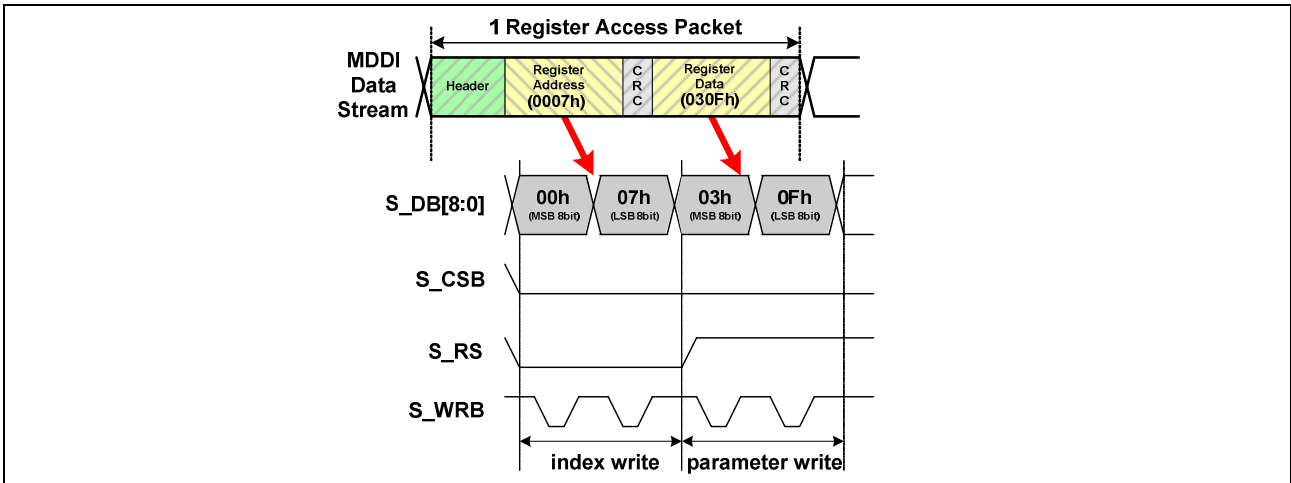 1 Register Access Packet
MDDI
Data
Stream
Header
Register
Address
(0007h)
C
R
C
Register
Data
(030Fh)
C
R
C
S_DB[8:0]
00h
(MSB 8bit)
07h
(LSB 8bit)
03h
(MSB 8bit)
0Fh
(LSB 8bit)
S_CSB
S_RS
S_WRB
index write
parameter write